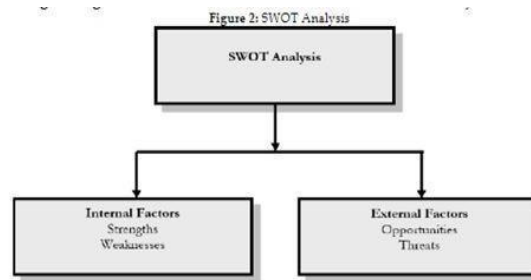 Figure 2: SWOT Analysis
SWOT Analysis
Internal Factors
Strengths
Weaknesses
External Factors
Opportunities
Threats